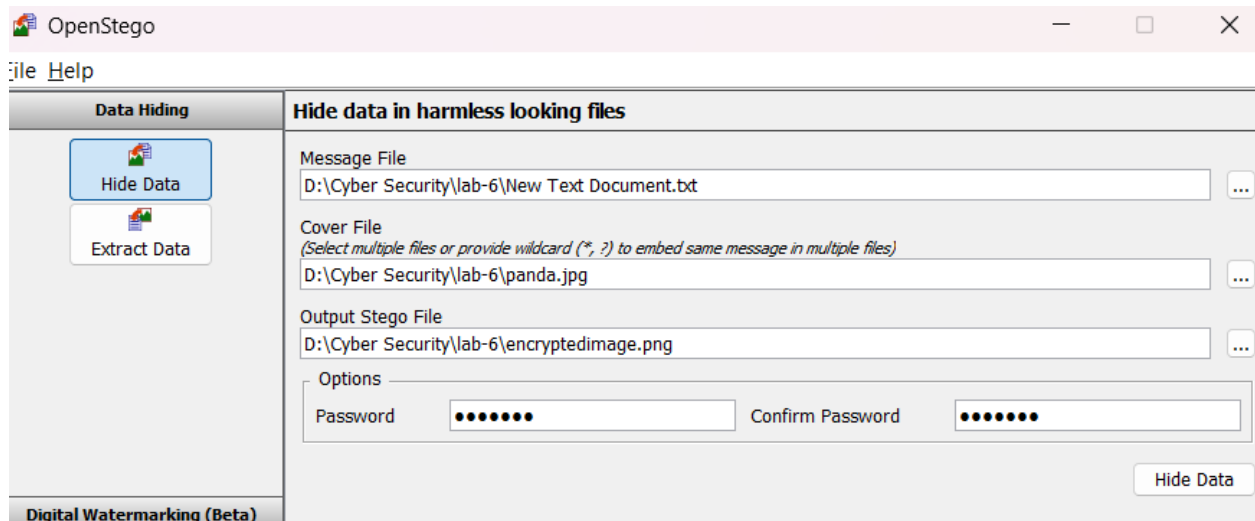 OpenStego
File Help
Data Hiding
Hide Data
Extract Data
Digital Watermarking (Beta)
Hide data in harmless looking files
Message File
D:\Cyber Security\lab-6\New Text Document.txt
...
Cover File
(Select multiple files or provide wildcard (*, ?) to embed same message in multiple files)
D:\Cyber Security\lab-6\panda.jpg
...
Output Stego File
D:\Cyber Security\lab-6\encryptedimage.png
...
Options
Password ●●●●●●● Confirm Password ●●●●●●●
Hide Data